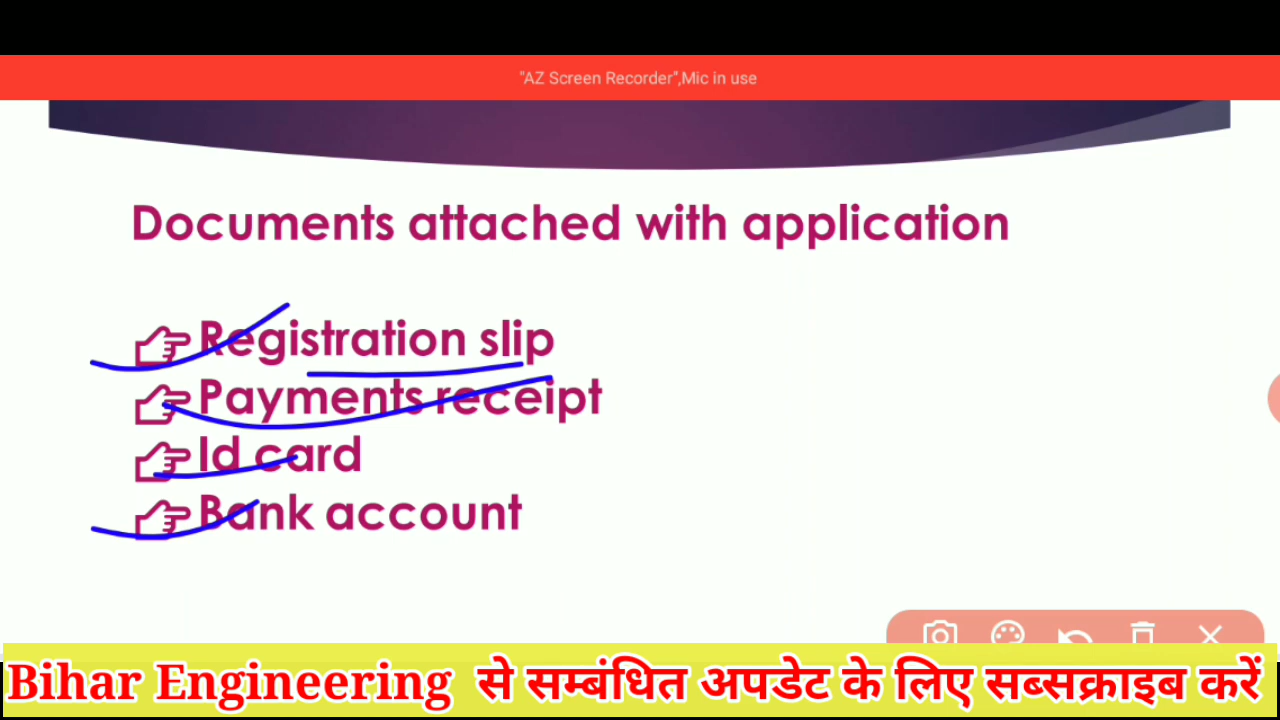 "AZ Screen Recorder",Mic in use
Documents attached with application
Registration slip
Payments receipt
Id card
Bank account
Bihar Engineering से सम्बंधित अपडेट के लिए सब्सक्राइब करें